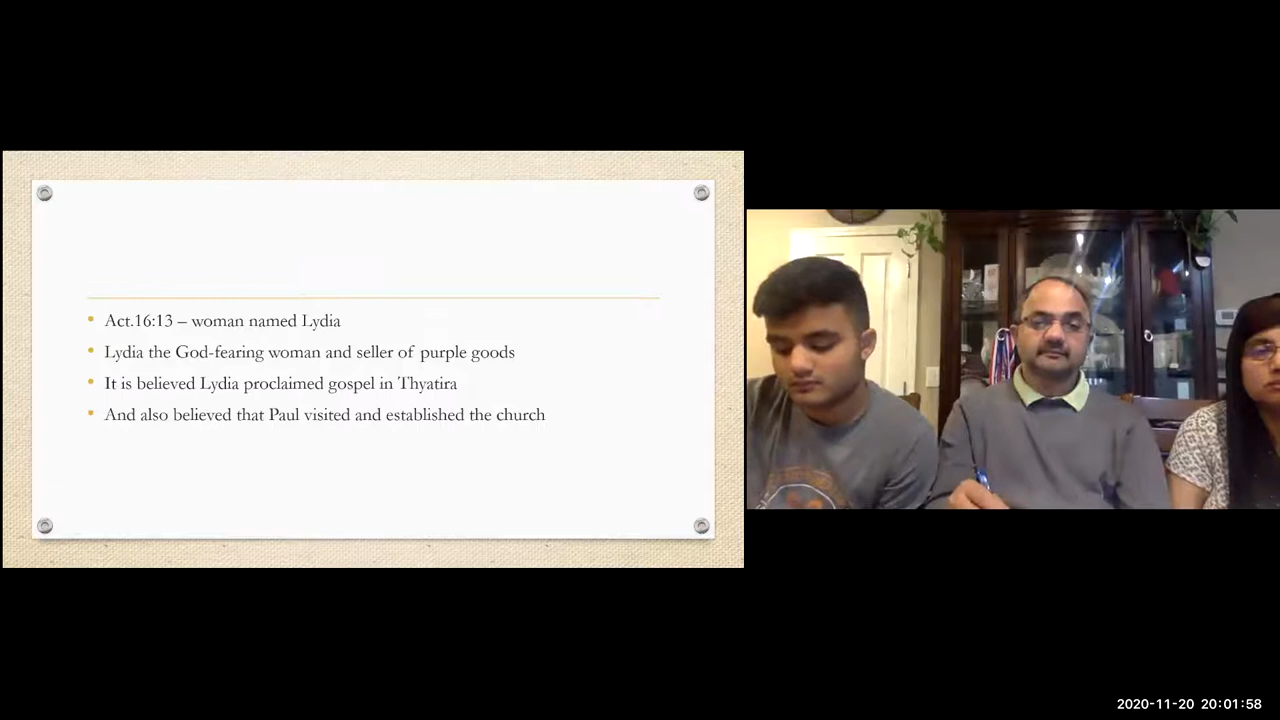 Act.16:13 – woman named Lydia
Lydia the God-fearing woman and seller of purple goods
It is believed Lydia proclaimed gospel in Thyatira
And also believed that Paul visited and established the church
2020-11-20 20:01:58